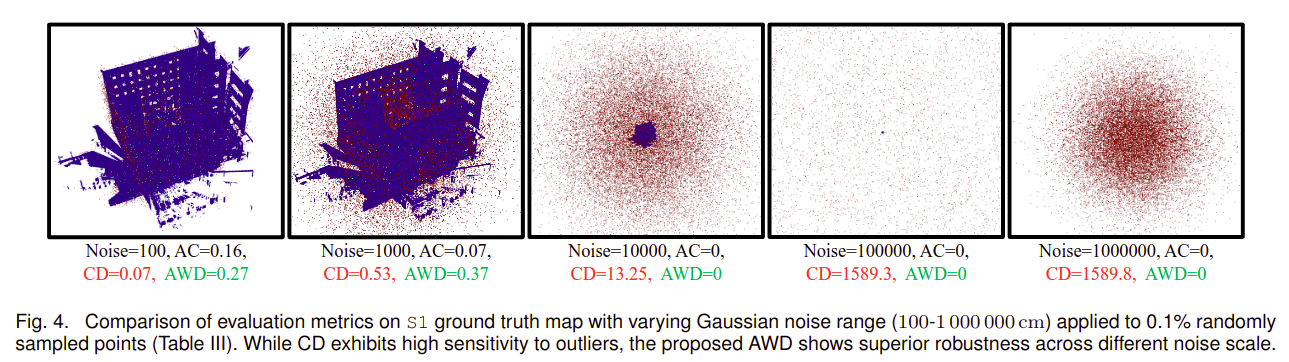 Noise=100, AC=0.16,
CD=0.07, AWD=0.27
Noise=1000, AC=0.07,
CD=0.53, AWD=0.37
Noise=10000, AC=0,
CD=13.25, AWD=0
Noise=100000, AC=0,
CD=1589.3, AWD=0
Noise=1000000, AC=0,
CD=1589.8, AWD=0
Fig. 4. Comparison of evaluation metrics on S1 ground truth map with varying Gaussian noise range (100-1 000 000 cm) applied to 0.1% randomly
sampled points (Table III). While CD exhibits high sensitivity to outliers, the proposed AWD shows superior robustness across different noise scale.